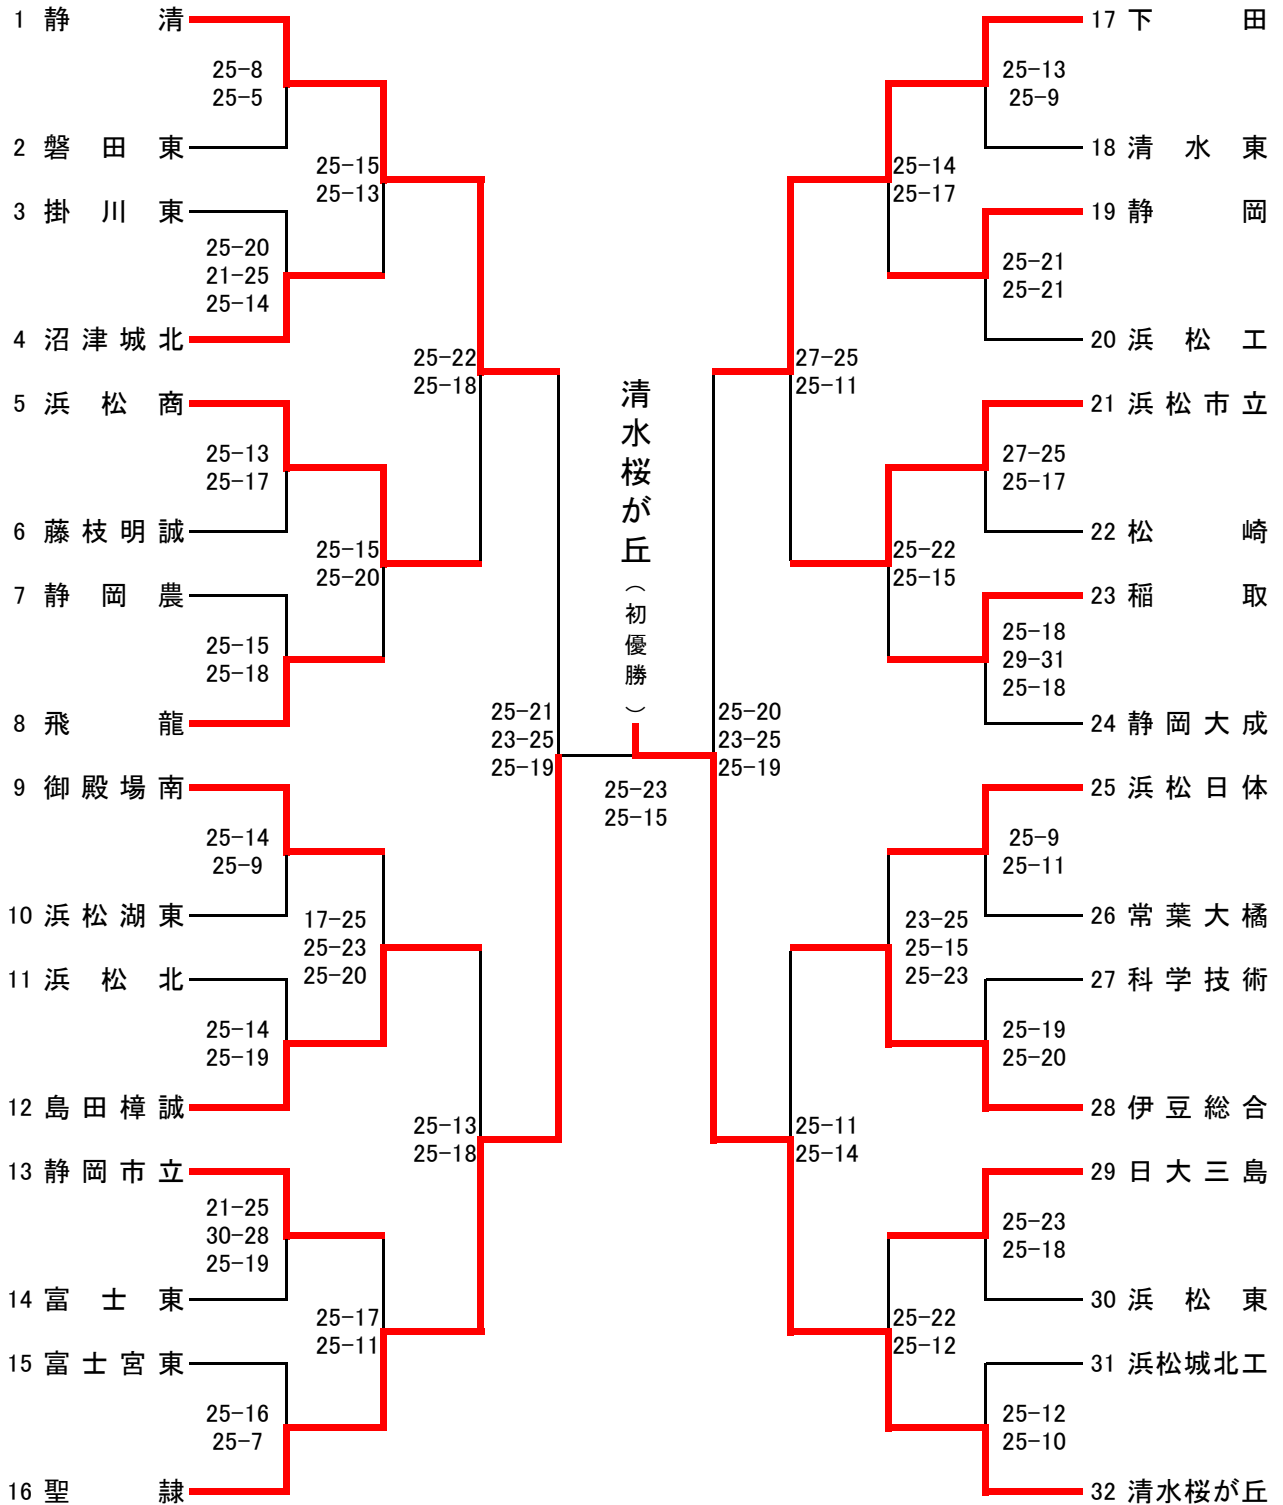 1 静清
25-8
25-5
2 磐田東
25-15
25-13
3 掛川東
25-20
21-25
25-14
4 沼津城北
25-22
25-18
5 浜松商
25-13
25-17
6 藤枝明誠
25-15
25-20
7 静岡農
25-15
25-18
8 飛龍
25-21
23-25
25-19
9 御殿場南
25-14
25-9
10 浜松湖東
17-25
25-23
25-20
11 浜松北
25-14
25-19
12 島田樟誠
25-13
25-18
13 静岡市立
21-25
30-28
25-19
14 富士東
25-17
25-11
15 富士宮東
25-16
25-7
16 聖隷
清水桜が丘(初優勝)
25-23
25-15
17 下田
25-13
25-9
18 清水東
25-14
25-17
19 静岡
25-21
25-21
20 浜松工
27-25
25-11
21 浜松市立
27-25
25-17
22 松崎
25-22
25-15
23 稲取
25-18
29-31
25-18
24 静岡大成
25-20
23-25
25-19
25 浜松日体
25-9
25-11
26 常葉大橘
23-25
25-15
25-23
27 科学技術
25-19
25-20
28 伊豆総合
25-11
25-14
29 日大三島
25-23
25-18
30 浜松東
25-22
25-12
31 浜松城北工
25-12
25-10
32 清水桜が丘